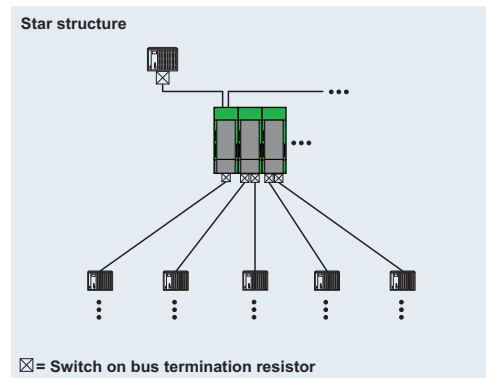 Star structure
☒= Switch on bus termination resistor